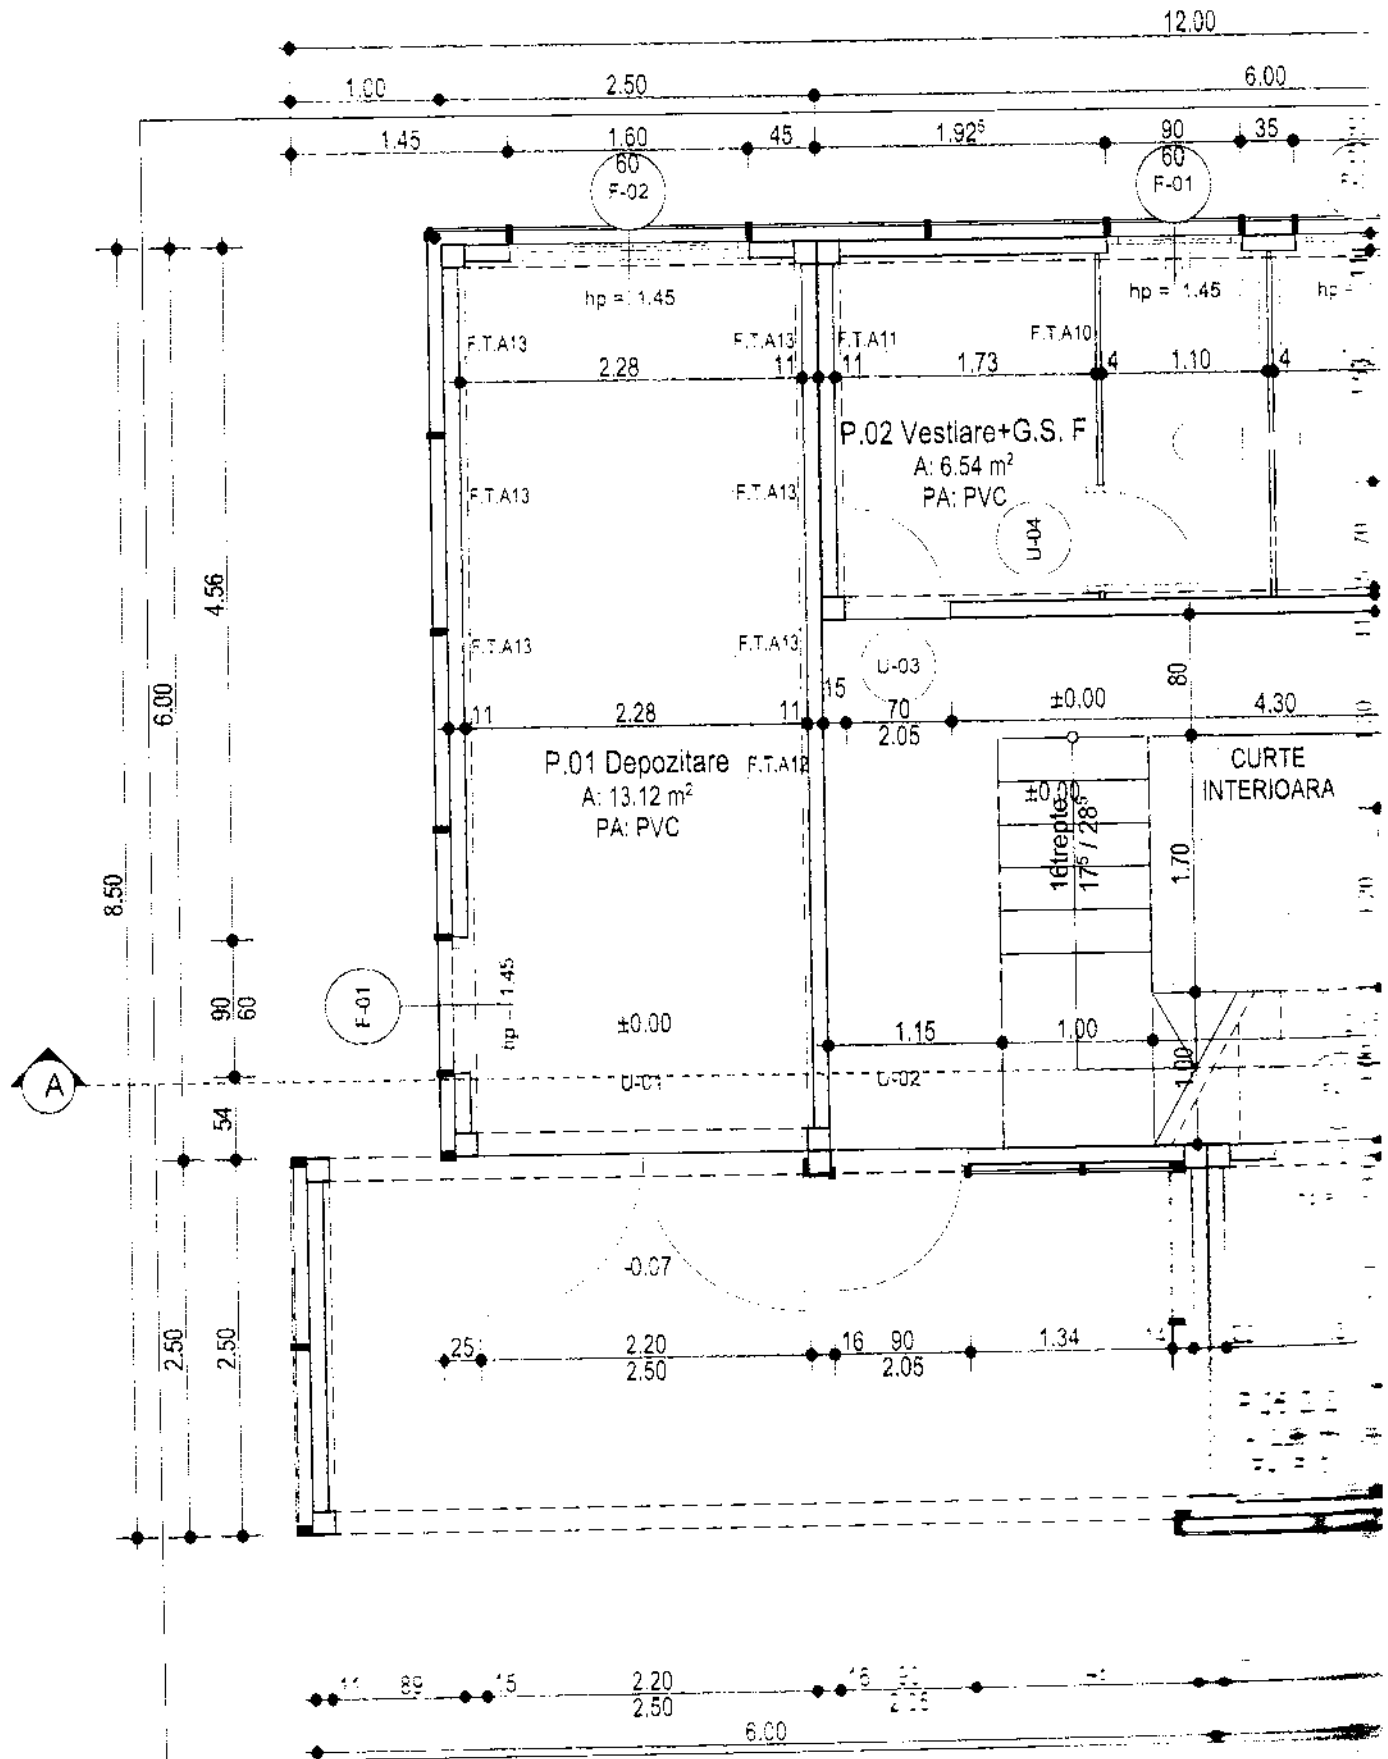 12.00
1.00 2.50 6.00
1.45 1.60 45 1.92⁵ 90 35
60 60
F-02 F-01
hp = 1.45 hp = 1.45 hp =
F.T.A13 F.T.A13 F.T.A11 F.T.A10
2.28 11 11 1.73 4 1.10 4
P.02 Vestiare+G.S. F
A: 6.54 m²
PA: PVC
F.T.A13 F.T.A13
U-04
70
4.56
F.T.A13 F.T.A13
U-03
80
6.00
15
11 2.28 11 70 ±0.00 4.30
2.05
P.01 Depozitare F.T.A12
A: 13.12 m²
PA: PVC
CURTE
INTERIOARA
±0.00
16trepte
17⁵ / 28⁵
1.70
8.50
90
60
F-01
hp 1.45
±0.00
1.15 1.00
1.00
A
U-01 U-02
54
-0.07
2.50
2.50
25 2.20 16 90 1.34 14
2.50 2.05
11 89 15 2.20 16
2.50
6.00